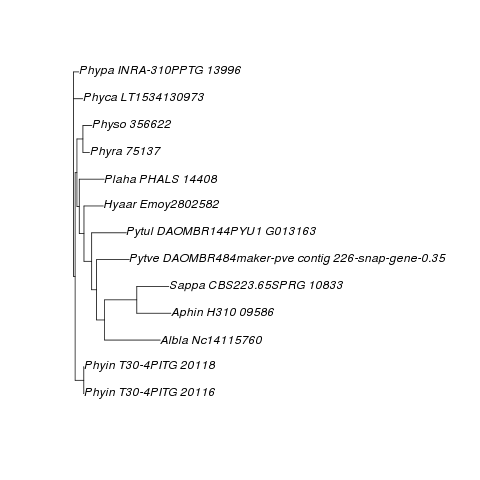 Phypa INRA-310PPTG 13996
Phyca LT1534130973
Physo 356622
Phyra 75137
Plaha PHALS 14408
Hyaar Emoy2802582
Pytul DAOMBR144PYU1 G013163
Pytve DAOMBR484maker-pve contig 226-snap-gene-0.35
Sappa CBS223.65SPRG 10833
Aphin H310 09586
Albla Nc14115760
Phyin T30-4PITG 20118
Phyin T30-4PITG 20116